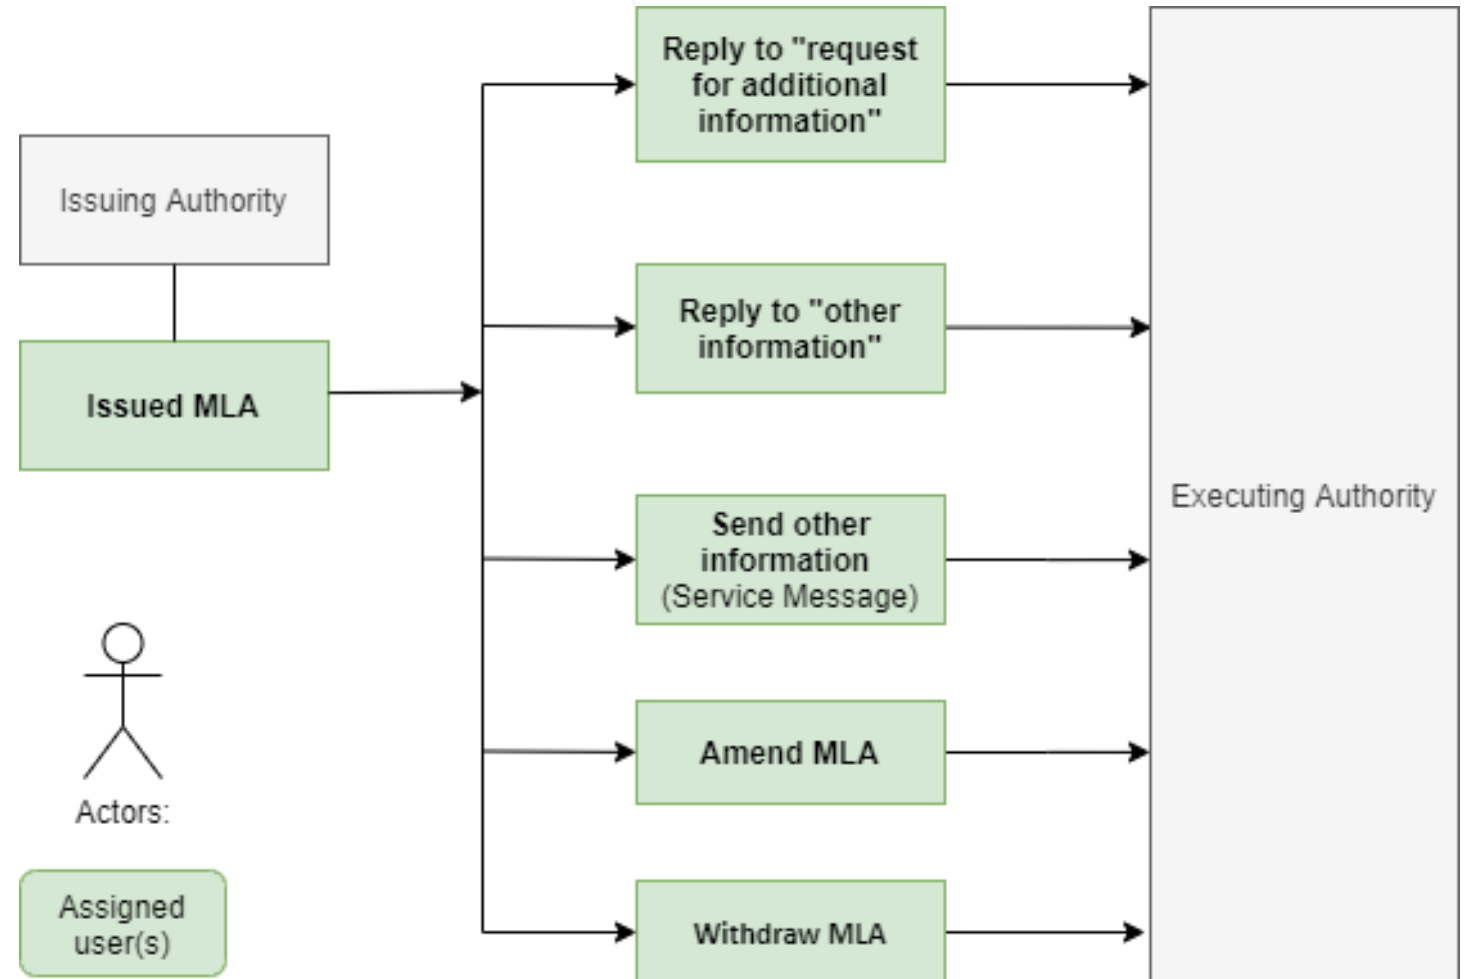 Issuing Authority
Issued MLA
Reply to "request
for additional
information"
Reply to "other
information"
Send other
information
(Service Message)
Amend MLA
Withdraw MLA
Executing Authority
Actors:
Assigned
user(s)